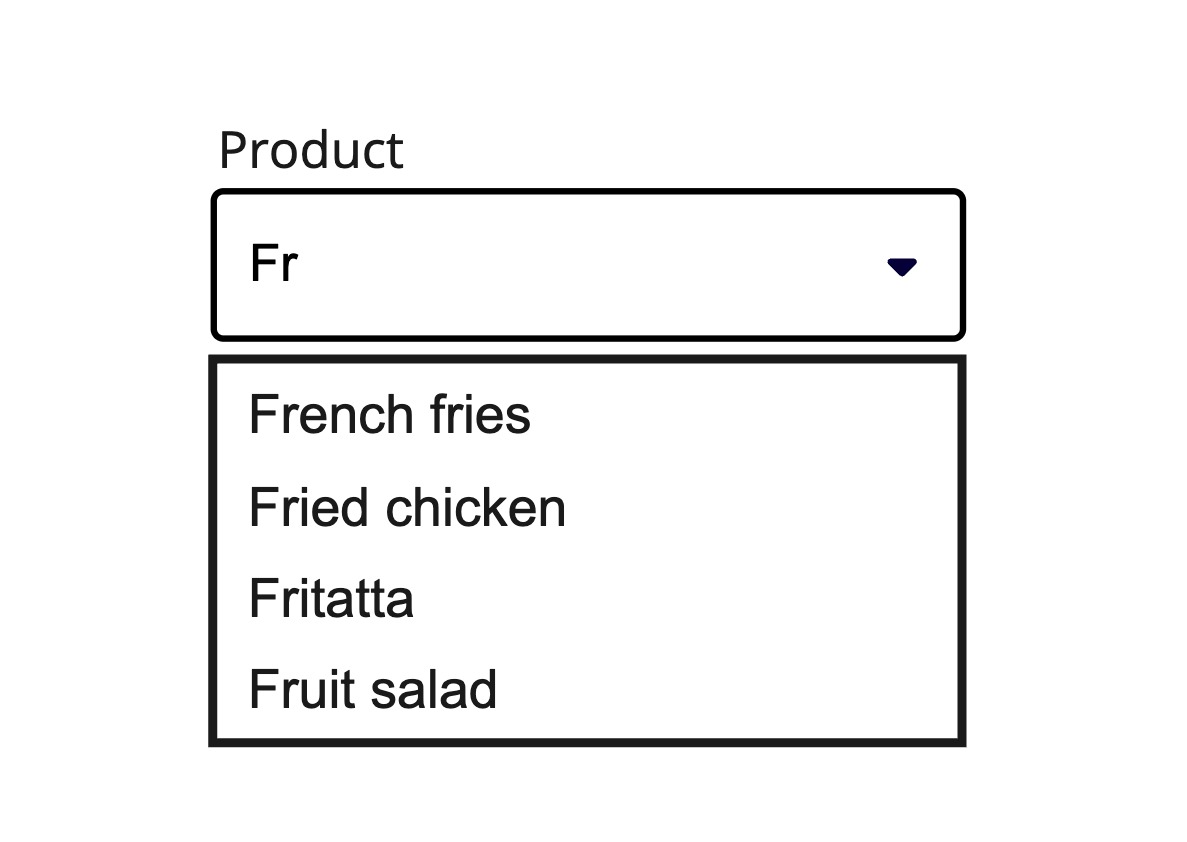 Product
Fr
French fries
Fried chicken
Fritatta
Fruit salad